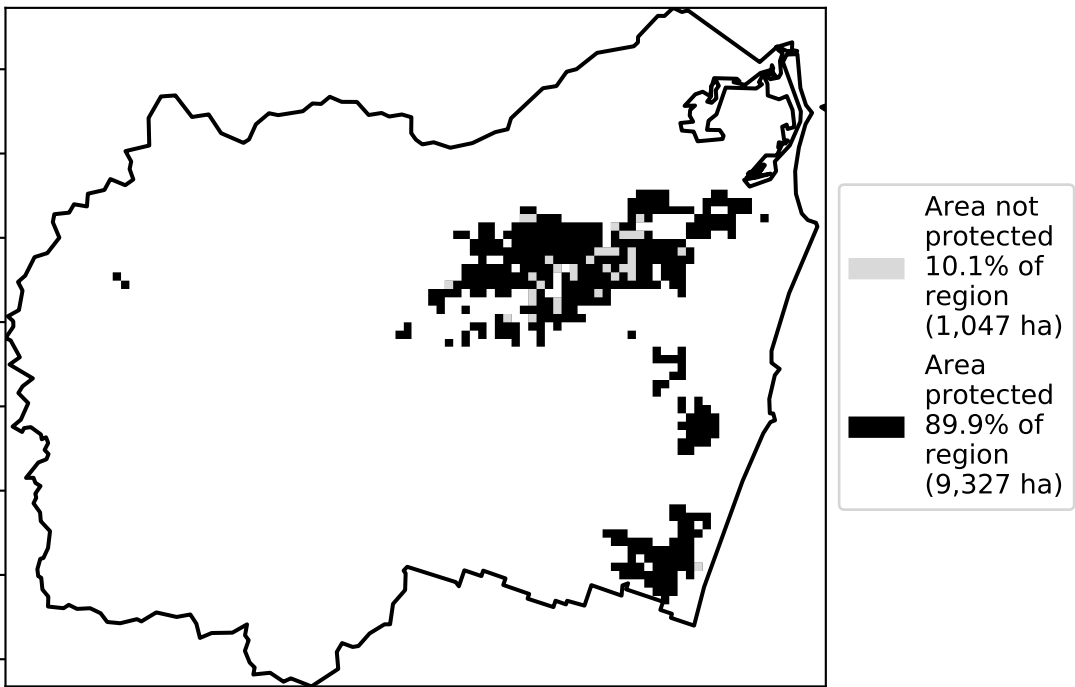 Area not
protected
10.1% of
region
(1,047 ha)
Area
protected
89.9% of
region
(9,327 ha)